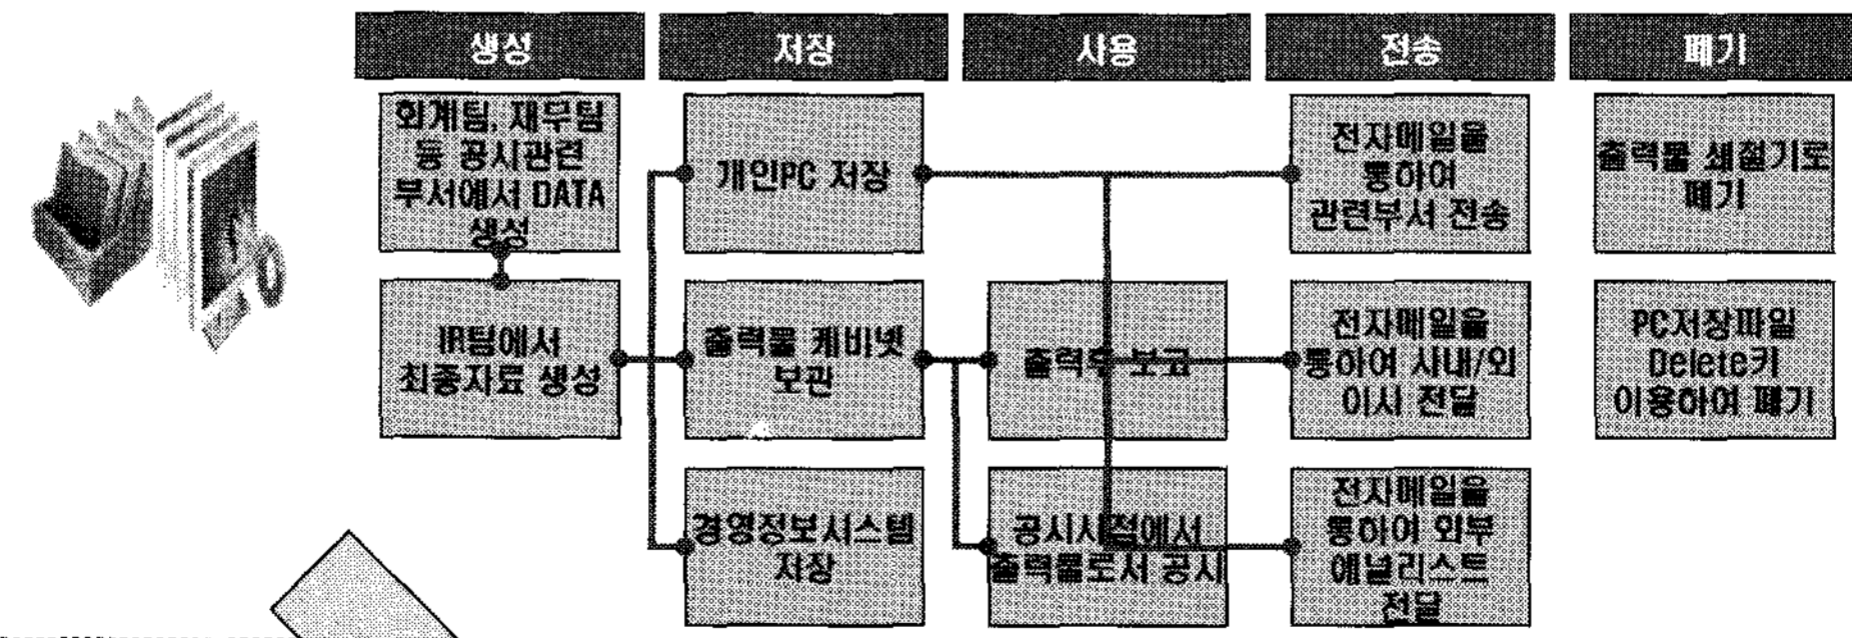 생성
저장
사용
전송
폐기
회계팀, 재무팀
등 공시관련
부서에서 DATA
생성
IR팀에서
최종자료 생성
개인PC 저장
출력물 케비넷
보관
경영정보시스템
저장
출력후 보고
공시시점에서
출력물로서 공시
전자메일을
통하여
관련부서 전송
전자메일을
통하여 사내/외
이사 전달
전자메일을
통하여 외부
애널리스트
전달
출력물 쇄절기로
폐기
PC저장파일
Delete키
이용하여 폐기